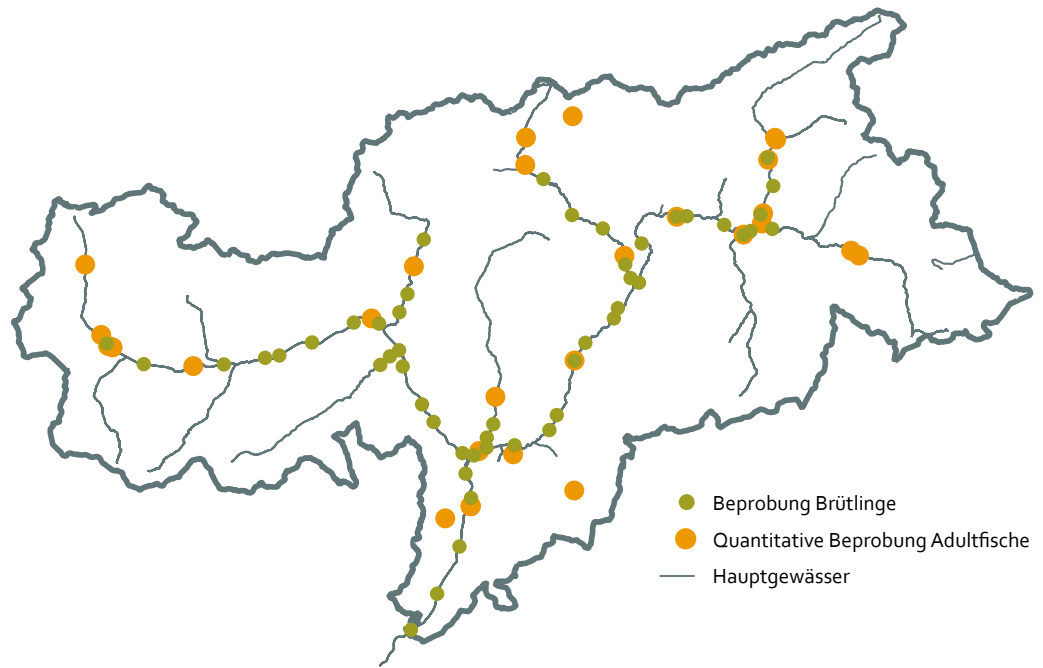 Beprobung Brütlinge
Quantitative Beprobung Adultfische
Hauptgewässer